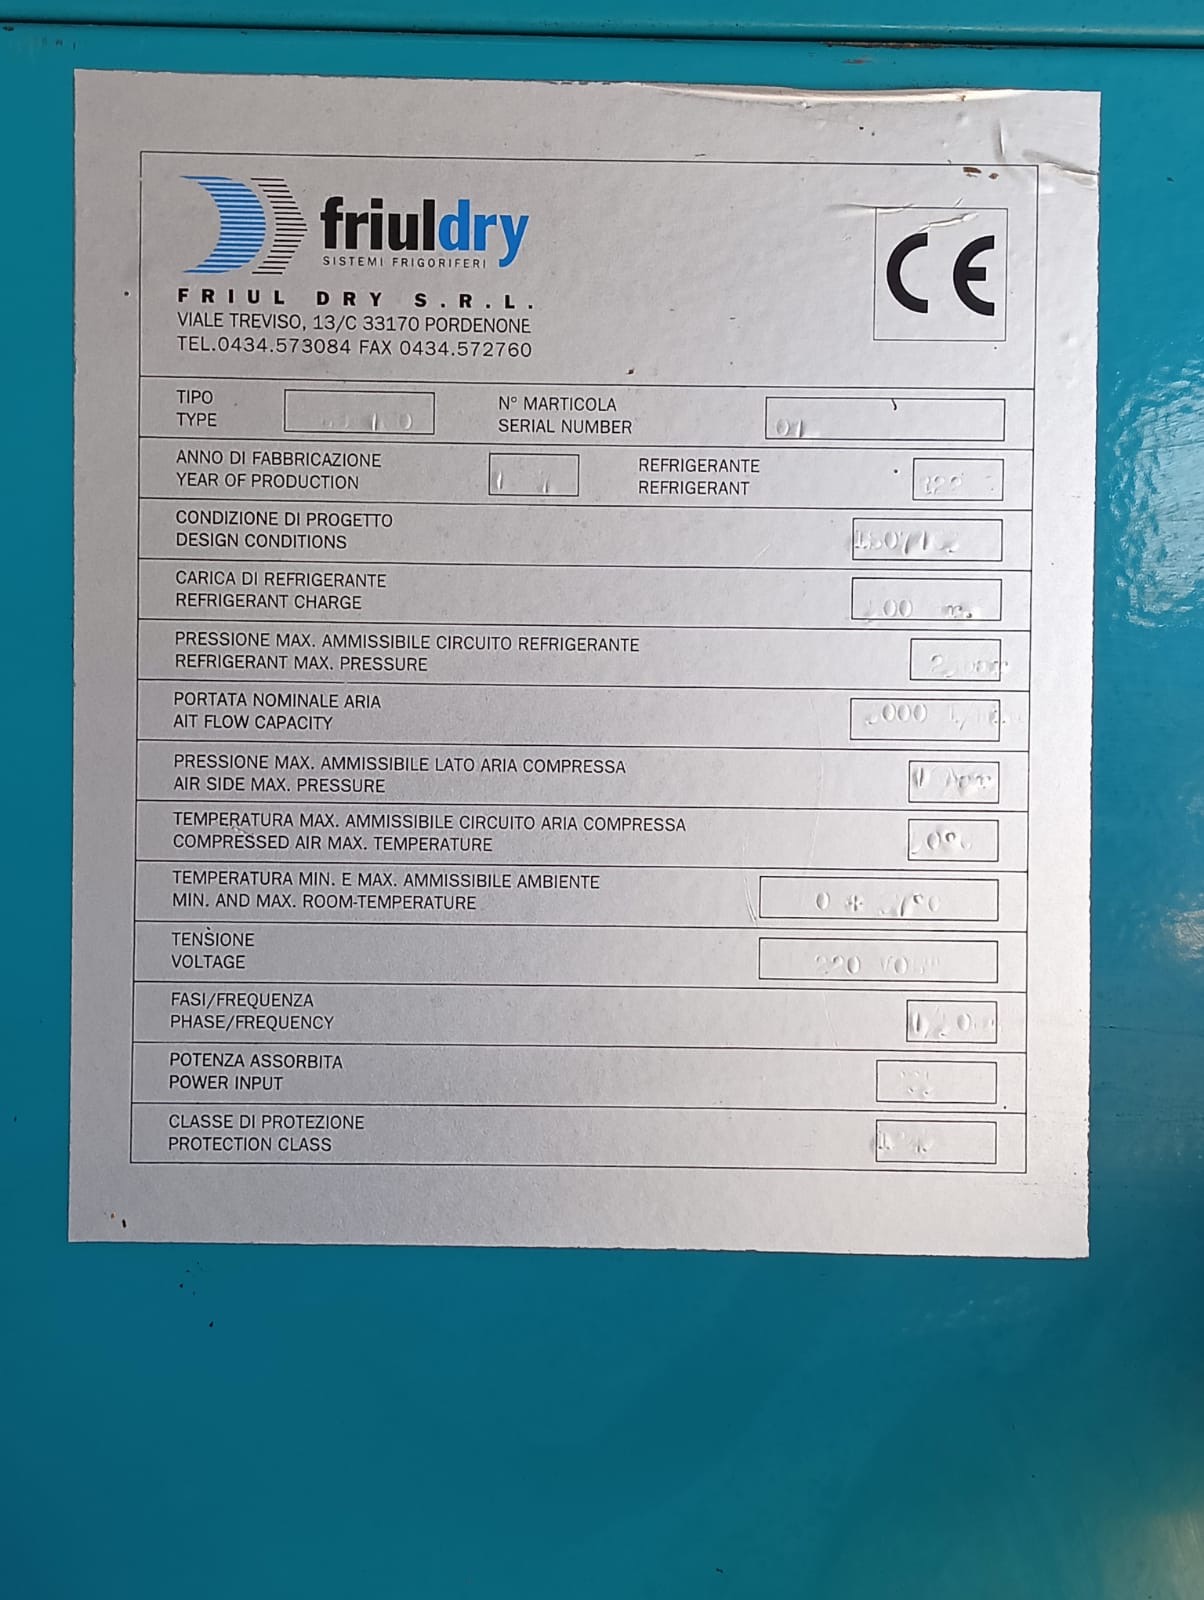 friuldry
SISTEMI FRIGORIFERI
FRIUL DRY S.R.L.
VIALE TREVISO, 13/C 33170 PORDENONE
TEL.0434.573084 FAX 0434.572760
CE
TIPO
TYPE
N° MARTICOLA
SERIAL NUMBER
ANNO DI FABBRICAZIONE
YEAR OF PRODUCTION
REFRIGERANTE
REFRIGERANT
CONDIZIONE DI PROGETTO
DESIGN CONDITIONS
CARICA DI REFRIGERANTE
REFRIGERANT CHARGE
PRESSIONE MAX. AMMISSIBILE CIRCUITO REFRIGERANTE
REFRIGERANT MAX. PRESSURE
PORTATA NOMINALE ARIA
AIT FLOW CAPACITY
PRESSIONE MAX. AMMISSIBILE LATO ARIA COMPRESSA
AIR SIDE MAX. PRESSURE
TEMPERATURA MAX. AMMISSIBILE CIRCUITO ARIA COMPRESSA
COMPRESSED AIR MAX. TEMPERATURE
TEMPERATURA MIN. E MAX. AMMISSIBILE AMBIENTE
MIN. AND MAX. ROOM-TEMPERATURE
TENSIONE
VOLTAGE
220
FASI/FREQUENZA
PHASE/FREQUENCY
POTENZA ASSORBITA
POWER INPUT
CLASSE DI PROTEZIONE
PROTECTION CLASS